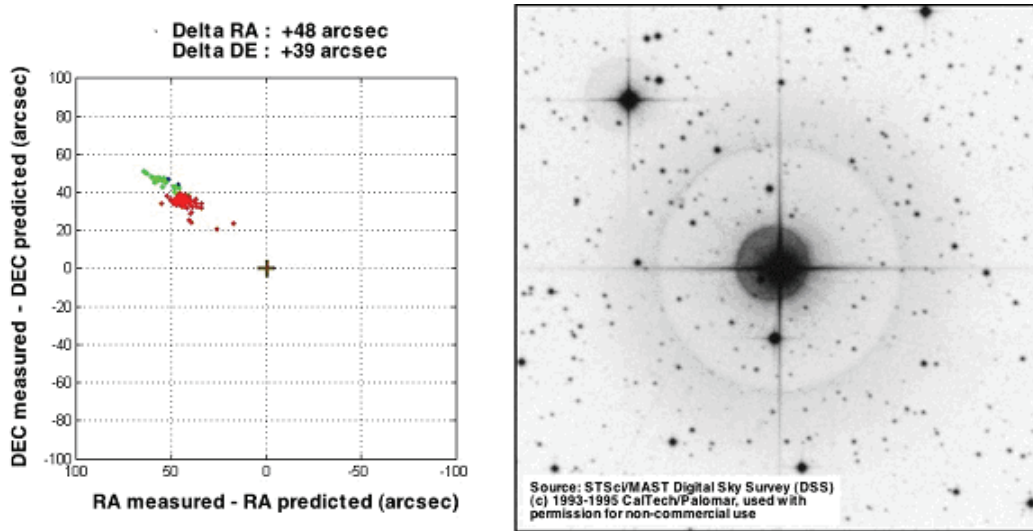 Delta RA : +48 arcsec
Delta DE : +39 arcsec
100
80
60
40
20
0
-20
-40
-60
-80
-100
100 50 0 -50 -100
DEC measured - DEC predicted (arcsec)
RA measured - RA predicted (arcsec)
Source: STScI/MAST Digital Sky Survey (DSS)
(c) 1993-1995 CalTech/Palomar, used with
permission for non-commercial use